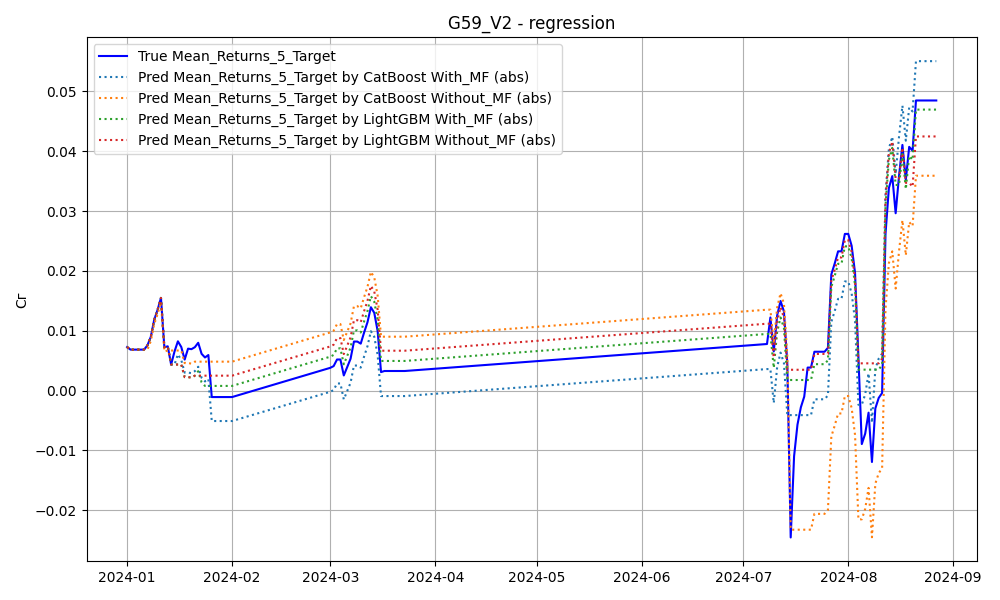 G59_V2 - regression
True Mean_Returns_5_Target
Pred Mean_Returns_5_Target by CatBoost With_MF (abs)
Pred Mean_Returns_5_Target by CatBoost Without_MF (abs)
Pred Mean_Returns_5_Target by LightGBM With_MF (abs)
Pred Mean_Returns_5_Target by LightGBM Without_MF (abs)
0.05
0.04
0.03
0.02
0.01
0.00
−0.01
−0.02
Cr
2024-01 2024-02 2024-03 2024-04 2024-05 2024-06 2024-07 2024-08 2024-09